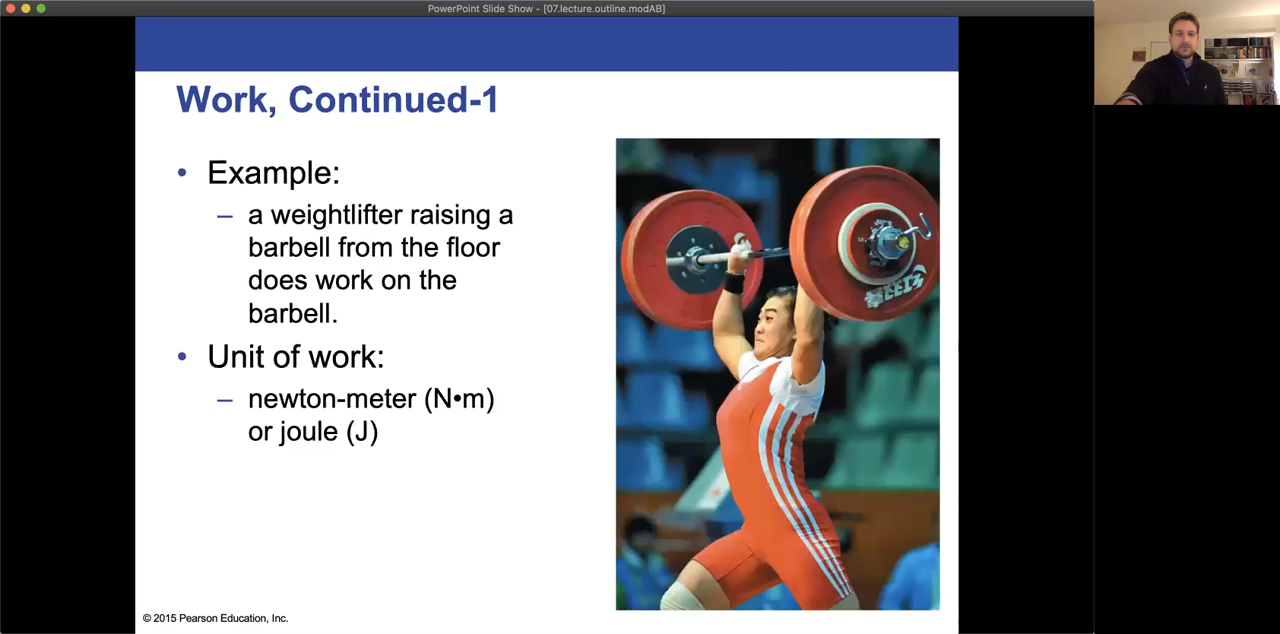 PowerPoint Slide Show - [07.lecture.outline.modAB]
Work, Continued-1
• Example:
– a weightlifter raising a
barbell from the floor
does work on the
barbell.
• Unit of work:
– newton-meter (N•m)
or joule (J)
© 2015 Pearson Education, Inc.